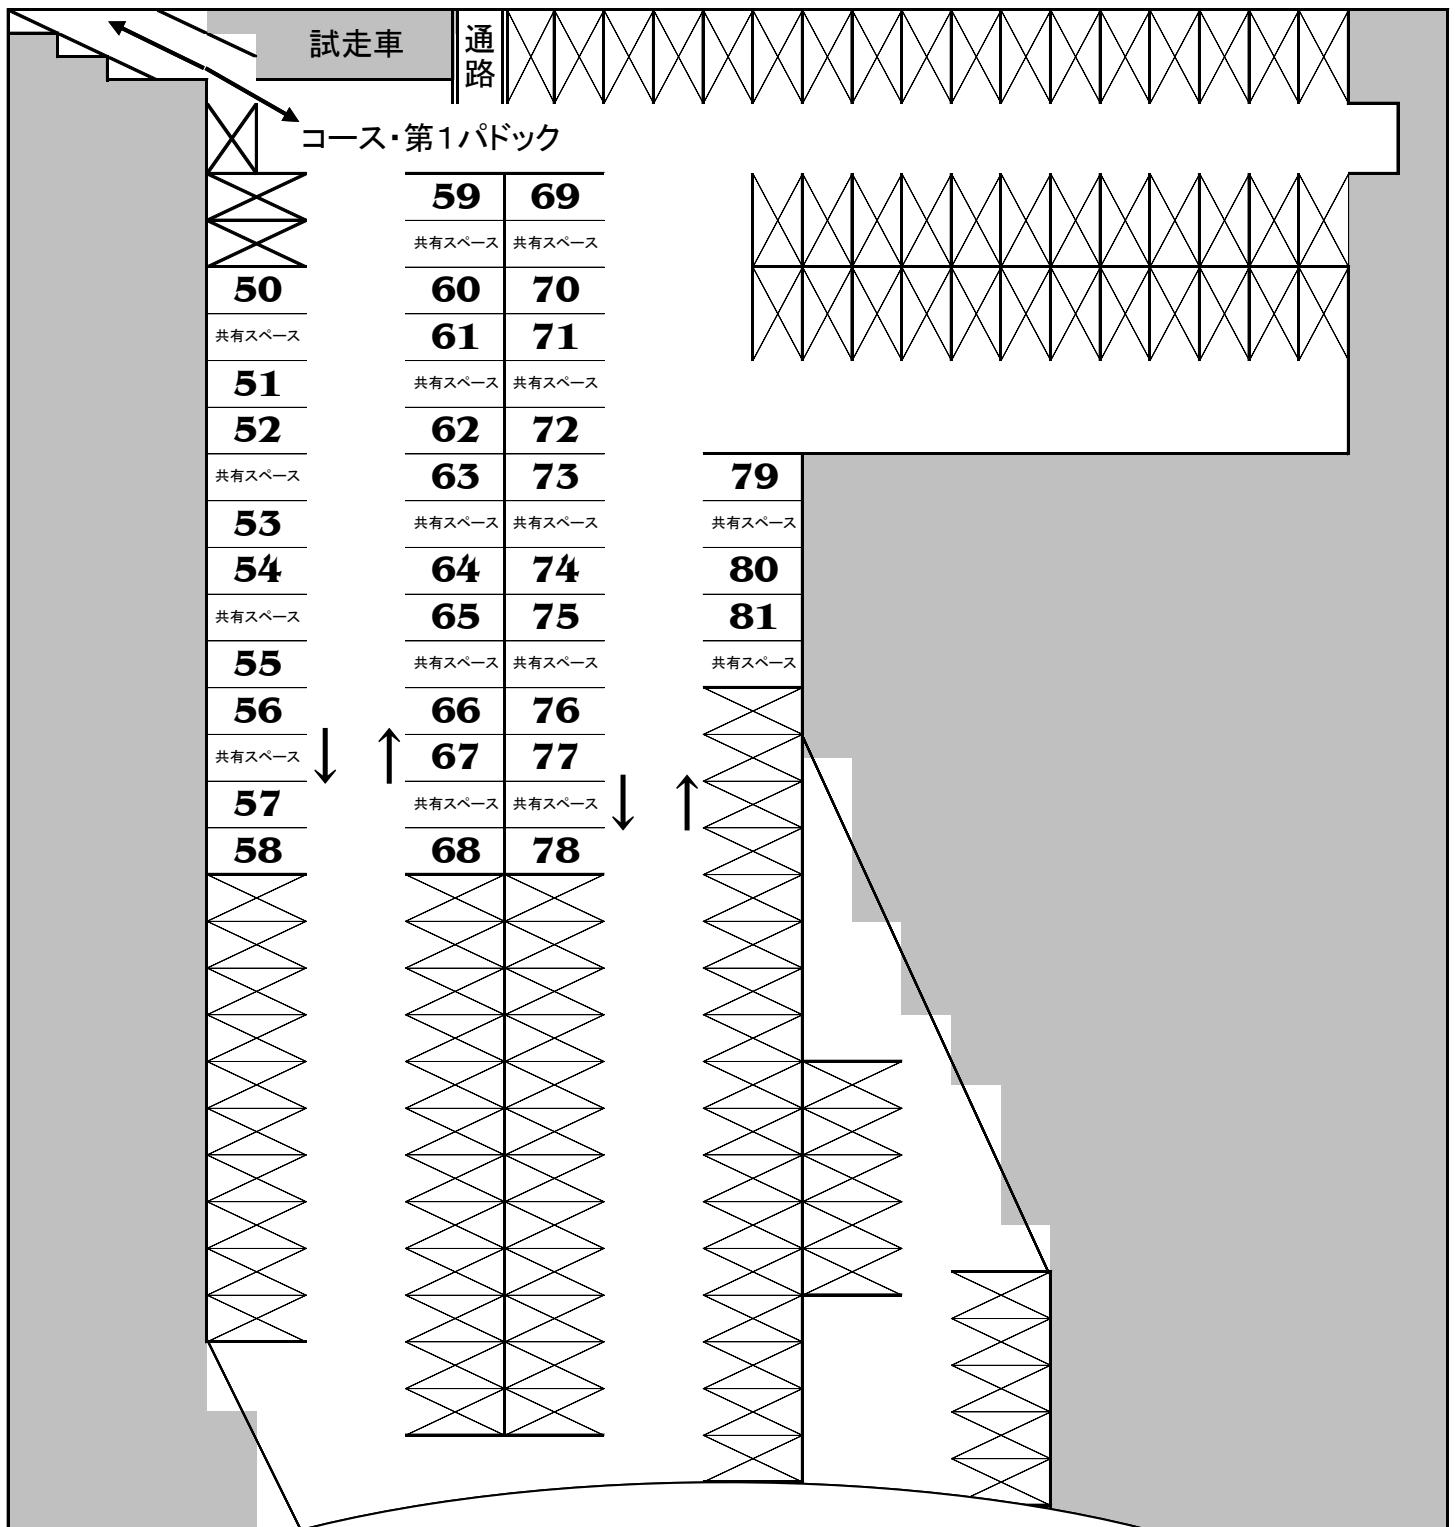 試走車
通路
コース・第１パドック
59 69
共有スペース 共有スペース
50 60 70
共有スペース 61 71
51 共有スペース 共有スペース
52 62 72
共有スペース 63 73 79
53 共有スペース 共有スペース 共有スペース
54 64 74 80
共有スペース 65 75 81
55 共有スペース 共有スペース 共有スペース
56 66 76
共有スペース 67 77
57 共有スペース 共有スペース
58 68 78